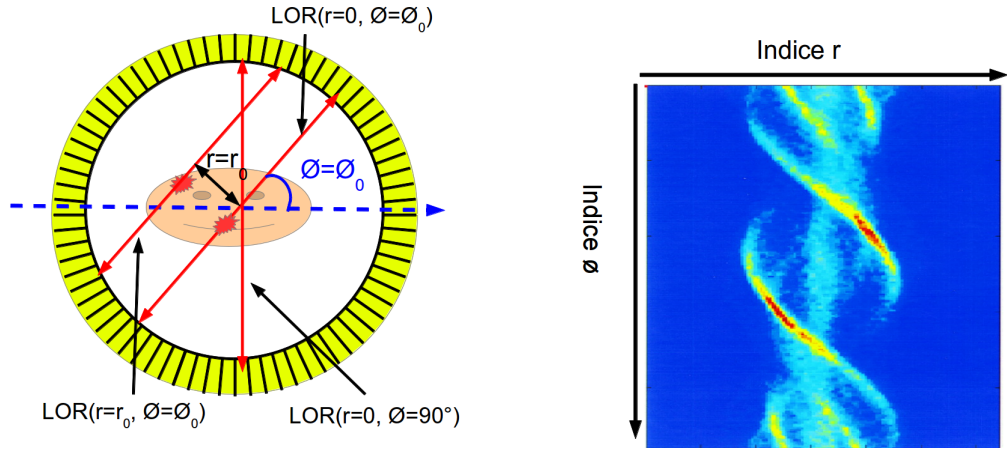 LOR(r=0, Ø=Ø₀)
r=r₀
Ø=Ø₀
LOR(r=r₀, Ø=Ø₀)
LOR(r=0, Ø=90°)
Indice r
Indice ø